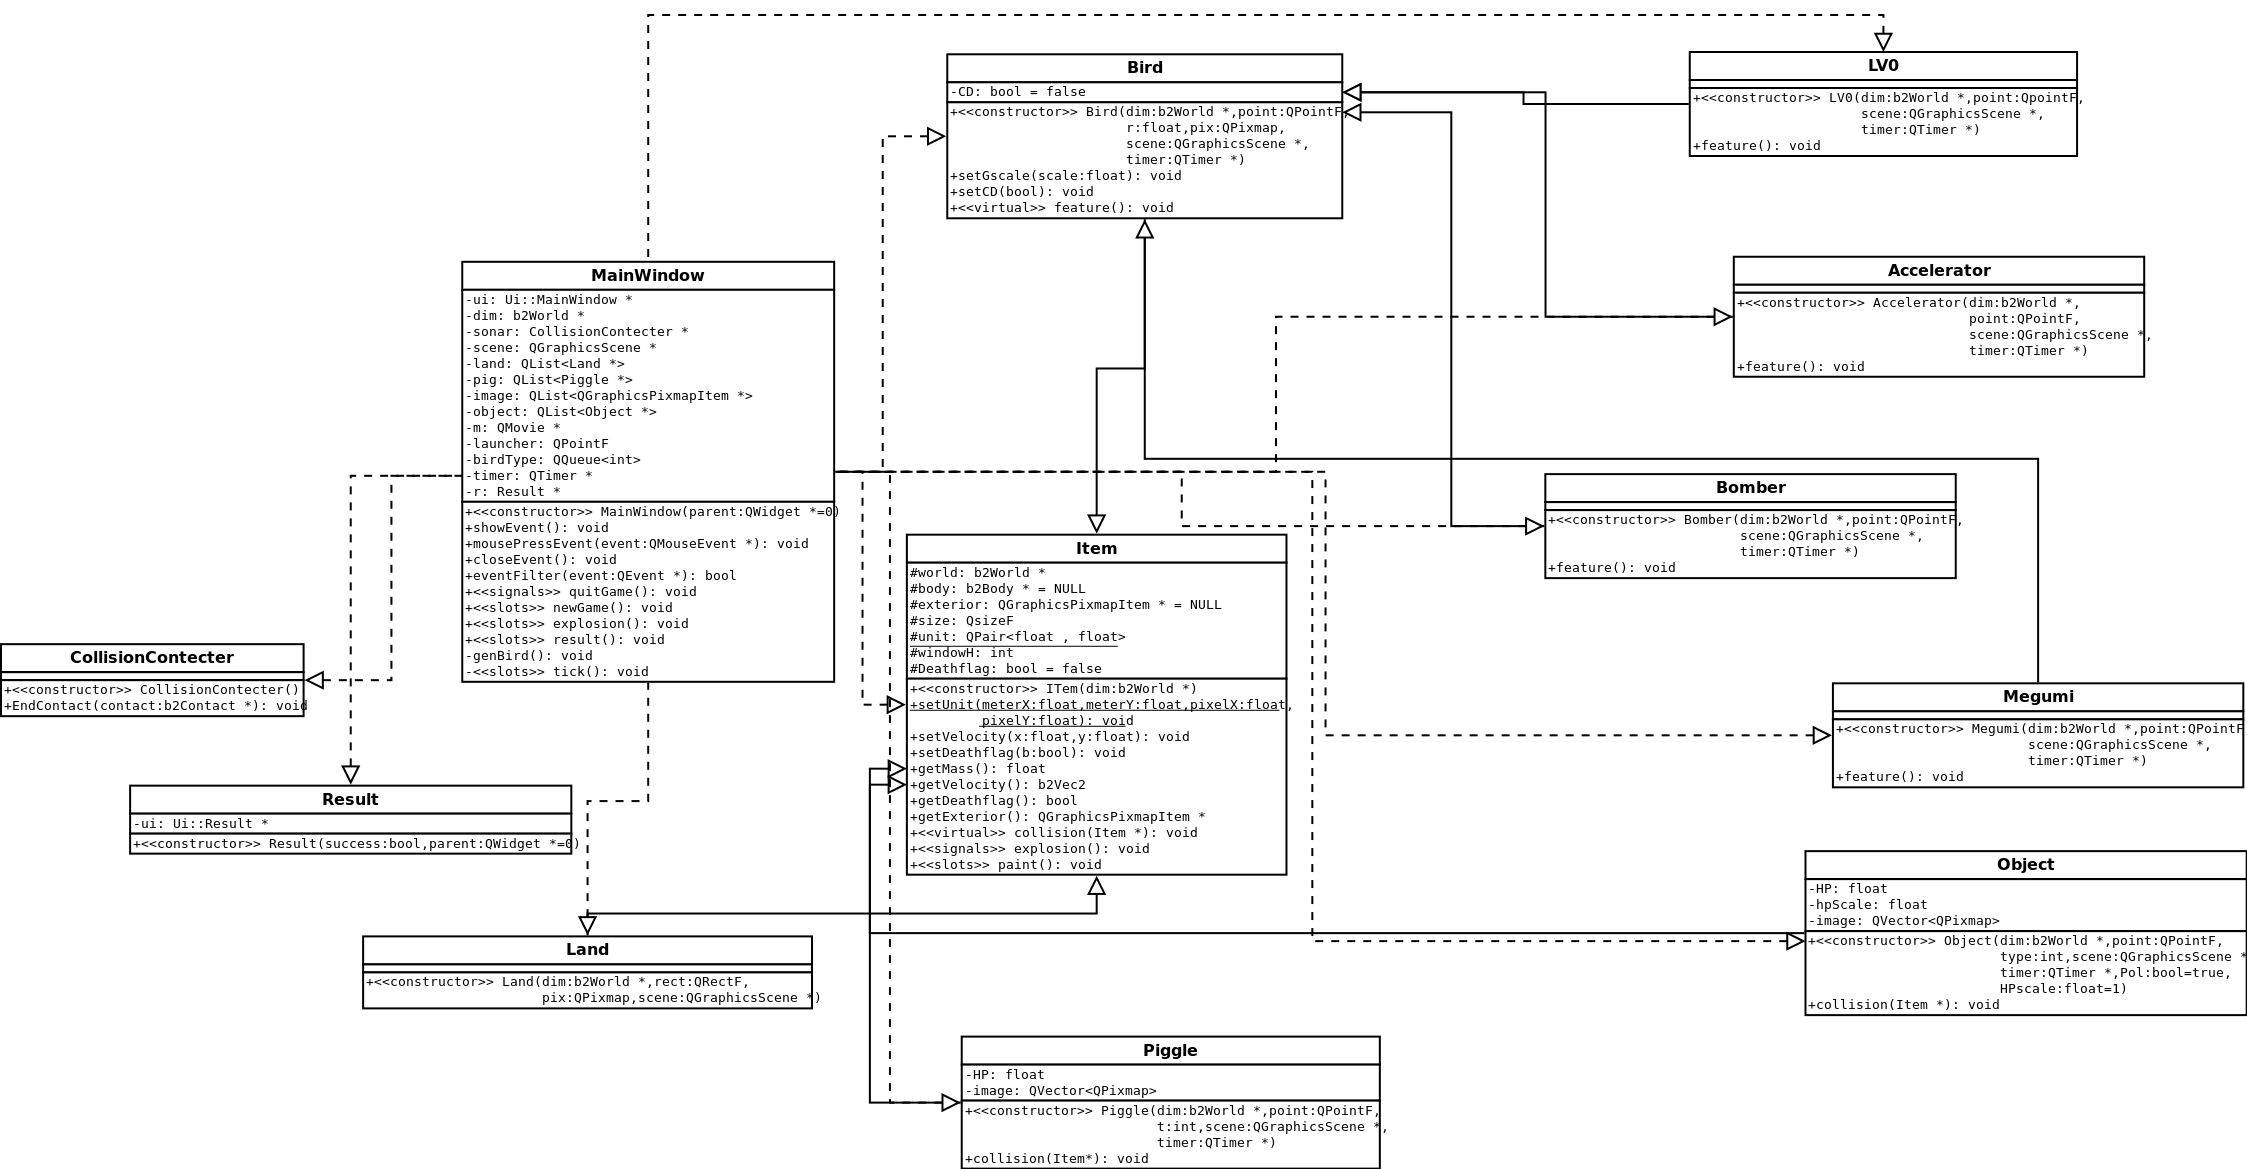 Bird
-CD: bool = false
+<<constructor>> Bird(dim:b2World *,point:QPointF,
r:float,pix:QPixmap,
scene:QGraphicsScene *,
timer:QTimer *)
+setGscale(scale:float): void
+setCD(bool): void
+<<virtual>> feature(): void
LV0
+<<constructor>> LV0(dim:b2World *,point:QpointF,
scene:QGraphicsScene *,
timer:QTimer *)
+feature(): void
MainWindow
-ui: Ui::MainWindow *
-dim: b2World *
-sonar: CollisionContecter *
-scene: QGraphicsScene *
-land: QList<Land *>
-pig: QList<Piggle *>
-image: QList<QGraphicsPixmapItem *>
-object: QList<Object *>
-m: QMovie *
-launcher: QPointF
-birdType: QQueue<int>
-timer: QTimer *
-r: Result *
+<<constructor>> MainWindow(parent:QWidget *=0)
+showEvent(): void
+mousePressEvent(event:QMouseEvent *): void
+closeEvent(): void
+eventFilter(event:QEvent *): bool
+<<signals>> quitGame(): void
+<<slots>> newGame(): void
+<<slots>> explosion(): void
+<<slots>> result(): void
-genBird(): void
-<<slots>> tick(): void
Accelerator
+<<constructor>> Accelerator(dim:b2World *,
point:QPointF,
scene:QGraphicsScene *,
timer:QTimer *)
+feature(): void
Bomber
+<<constructor>> Bomber(dim:b2World *,point:QPointF,
scene:QGraphicsScene *,
timer:QTimer *)
+feature(): void
Item
#world: b2World *
#body: b2Body * = NULL
#exterior: QGraphicsPixmapItem * = NULL
#size: QsizeF
#unit: QPair<float , float>
#windowH: int
#Deathflag: bool = false
+<<constructor>> ITem(dim:b2World *)
+setUnit(meterX:float,meterY:float,pixelX:float,
pixelY:float): void
+setVelocity(x:float,y:float): void
+setDeathflag(b:bool): void
+getMass(): float
+getVelocity(): b2Vec2
+getDeathflag(): bool
+getExterior(): QGraphicsPixmapItem *
+<<virtual>> collision(Item *): void
+<<signals>> explosion(): void
+<<slots>> paint(): void
CollisionContecter
+<<constructor>> CollisionContecter()
+EndContact(contact:b2Contact *): void
Megumi
+<<constructor>> Megumi(dim:b2World *,point:QPointF
scene:QGraphicsScene *,
timer:QTimer *)
+feature(): void
Result
-ui: Ui::Result *
+<<constructor>> Result(success:bool,parent:QWidget *=0)
Object
-HP: float
-hpScale: float
-image: QVector<QPixmap>
+<<constructor>> Object(dim:b2World *,point:QPointF,
type:int,scene:QGraphicsScene *
timer:QTimer *,Pol:bool=true,
HPscale:float=1)
+collision(Item *): void
Land
+<<constructor>> Land(dim:b2World *,rect:QRectF,
pix:QPixmap,scene:QGraphicsScene *)
Piggle
-HP: float
-image: QVector<QPixmap>
+<<constructor>> Piggle(dim:b2World *,point:QPointF,
t:int,scene:QGraphicsScene *,
timer:QTimer *)
+collision(Item*): void